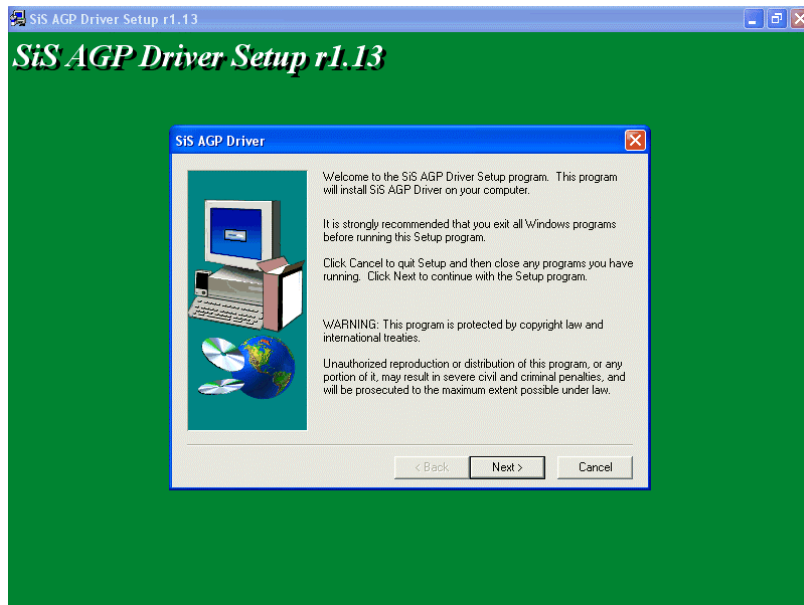 SiS AGP Driver Setup r1.13
SiS AGP Driver Setup r1.13
SiS AGP Driver
Welcome to the SiS AGP Driver Setup program. This program
will install SiS AGP Driver on your computer.
It is strongly recommended that you exit all Windows programs
before running this Setup program.
Click Cancel to quit Setup and then close any programs you have
running. Click Next to continue with the Setup program.
WARNING: This program is protected by copyright law and
international treaties.
Unauthorized reproduction or distribution of this program, or any
portion of it, may result in severe civil and criminal penalties, and
will be prosecuted to the maximum extent possible under law.
< Back Next > Cancel